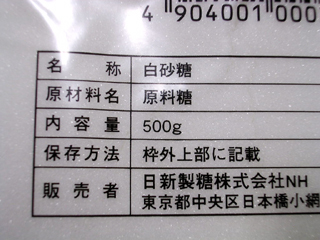 4 904001 000
名称 白砂糖
原材料名 原料糖
内容量 500g
保存方法 枠外上部に記載
販売者 日新製糖株式会社NH
東京都中央区日本橋小網